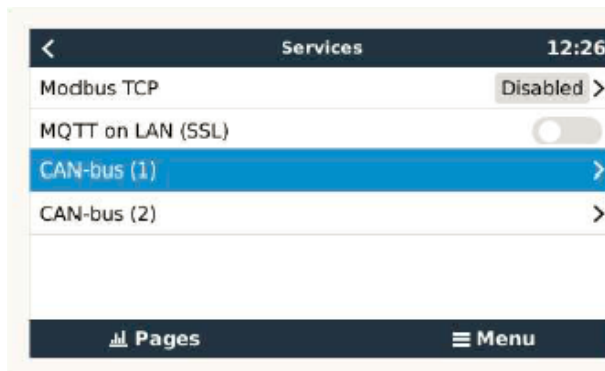 Services 12:26
Modbus TCP Disabled
MQTT on LAN (SSL)
CAN-bus (1)
CAN-bus (2)
Pages Menu